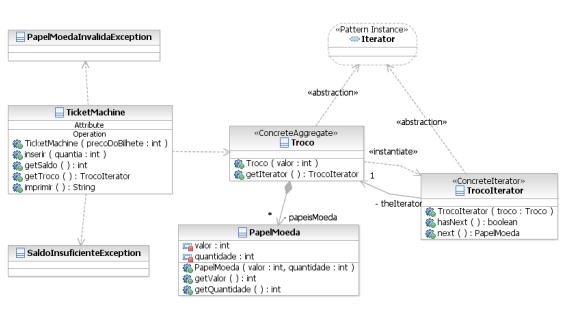 «Pattern Instance»
Iterator
PapelMoedaInvalidaException
«abstraction»
TicketMachine
Attribute
Operation
TicketMachine ( precoDoBilhete : int )
inserir ( quantia : int )
getSaldo ( ) : int
getTroco ( ) : TrocoIterator
imprimir ( ) : String
«abstraction»
«ConcreteAggregate»
Troco
Troco ( valor : int )
getIterator ( ) : TrocoIterator
«instantiate»
1
«ConcreteIterator»
TrocoIterator
TrocoIterator ( troco : Troco )
hasNext ( ) : boolean
next ( ) : PapelMoeda
- theIterator
* - papeisMoeda
PapelMoeda
valor : int
quantidade : int
PapelMoeda ( valor : int, quantidade : int )
getValor ( ) : int
getQuantidade ( ) : int
SaldoInsuficienteException